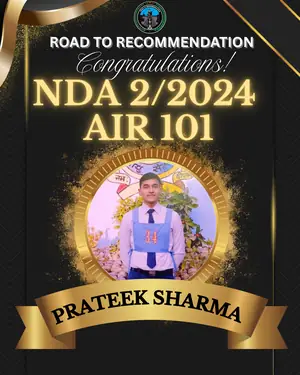 ROAD TO RECOMMENDATION
Congratulations!
NDA 2/2024
AIR 101
PRATEEK SHARMA